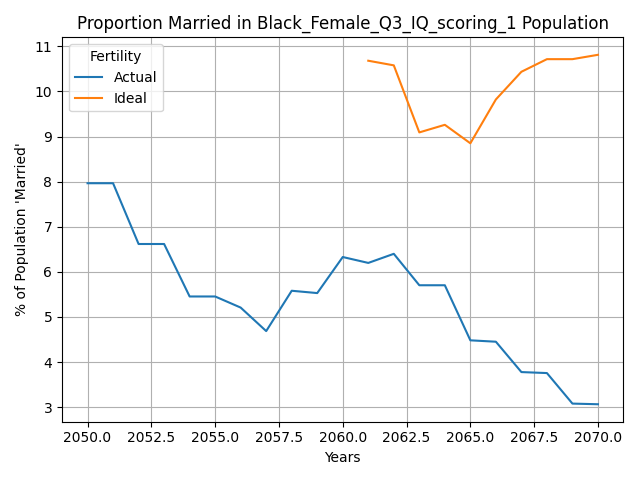 Proportion Married in Black_Female_Q3_IQ_scoring_1 Population
Fertility
Actual
Ideal
11
10
9
8
7
6
5
4
3
% of Population 'Married'
2050.0 2052.5 2055.0 2057.5 2060.0 2062.5 2065.0 2067.5 2070.0
Years